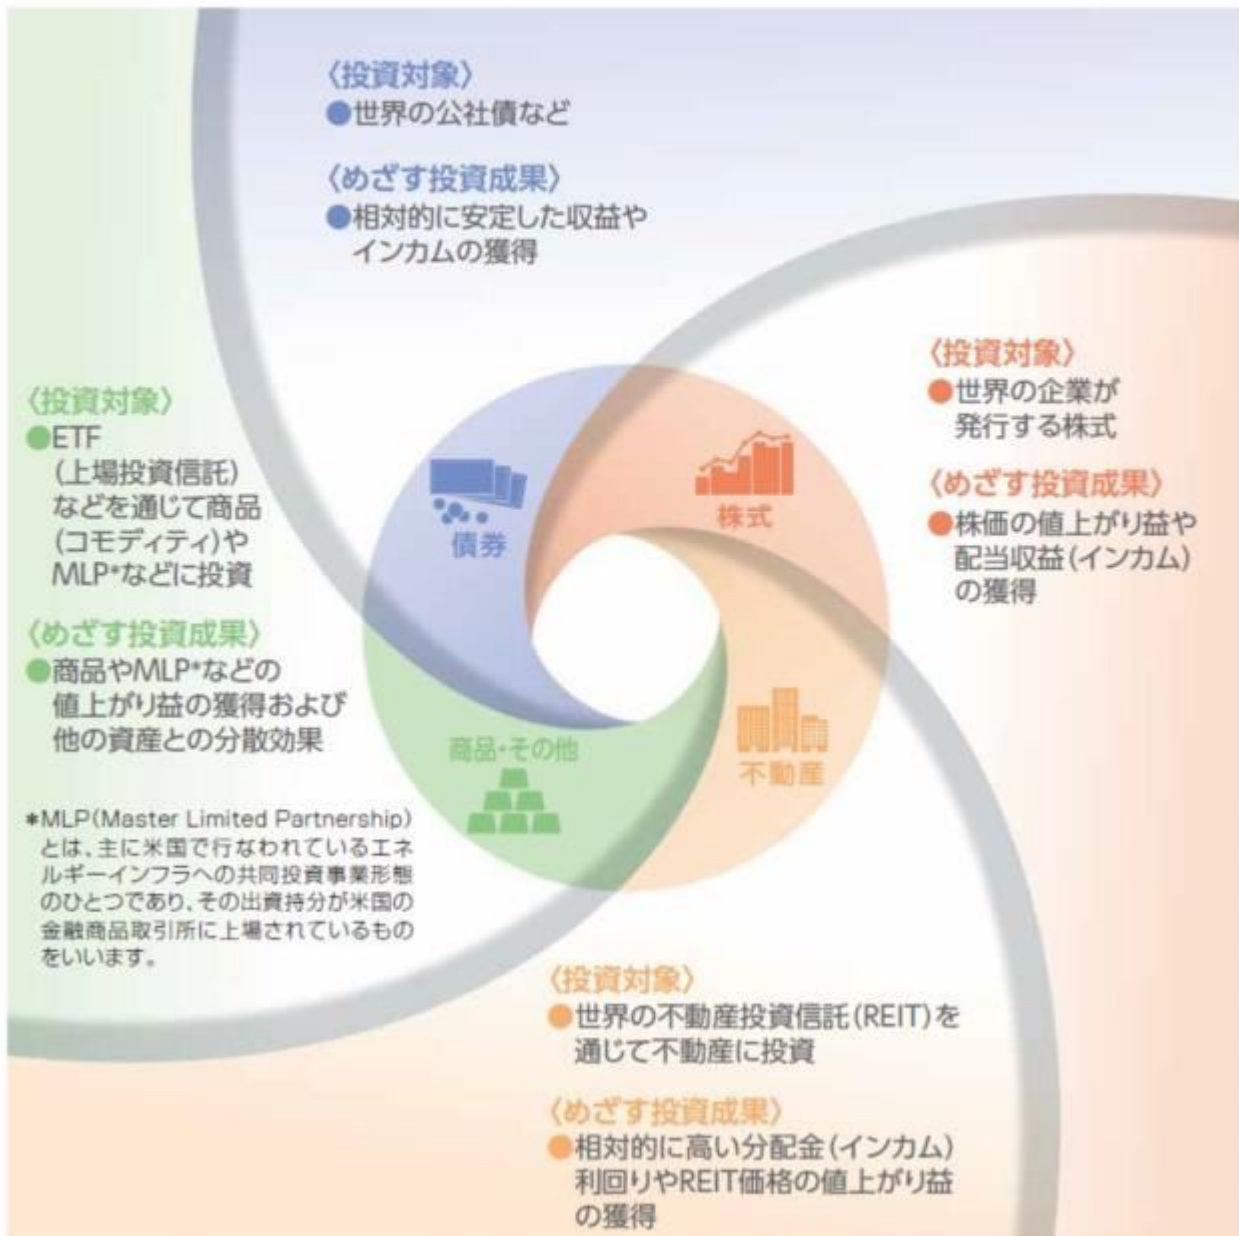 〈投資対象〉
●世界の公社債など
〈めざす投資成果〉
●相対的に安定した収益や
インカムの獲得
〈投資対象〉
●世界の企業が
発行する株式
〈めざす投資成果〉
●株価の値上がり益や
配当収益(インカム)
の獲得
〈投資対象〉
●ETF
(上場投資信託)
などを通じて商品
(コモディティ)や
MLP*などに投資
〈めざす投資成果〉
●商品やMLP*などの
値上がり益の獲得および
他の資産との分散効果
*MLP(Master Limited Partnership)
とは、主に米国で行なわれているエネ
ルギーインフラへの共同投資事業形態
のひとつであり、その出資持分が米国の
金融商品取引所に上場されているもの
をいいます。
債券
株式
商品・その他
不動産
〈投資対象〉
●世界の不動産投資信託(REIT)を
通じて不動産に投資
〈めざす投資成果〉
●相対的に高い分配金(インカム)
利回りやREIT価格の値上がり益
の獲得